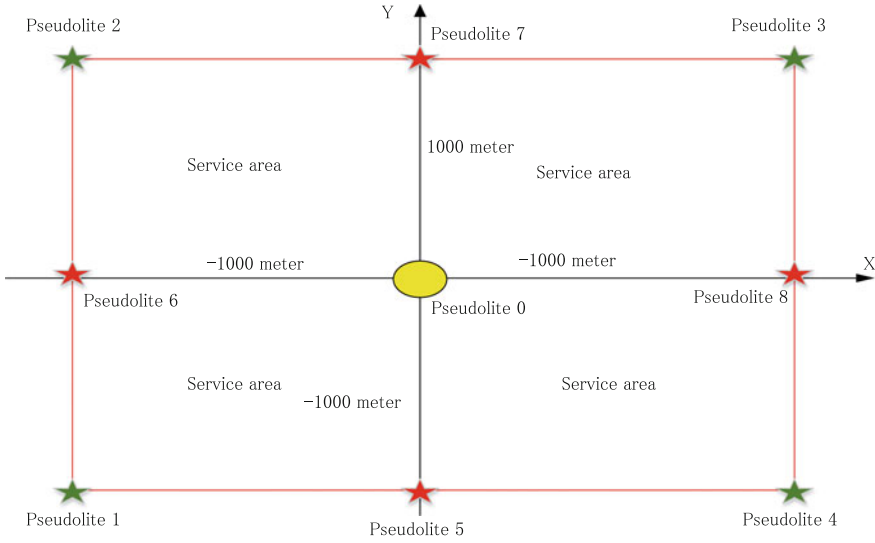 Y
Pseudolite 2
Pseudolite 7
Pseudolite 3
1000 meter
Service area
Service area
-1000 meter
-1000 meter
X
Pseudolite 6
Pseudolite 0
Pseudolite 8
Service area
Service area
-1000 meter
Pseudolite 1
Pseudolite 5
Pseudolite 4